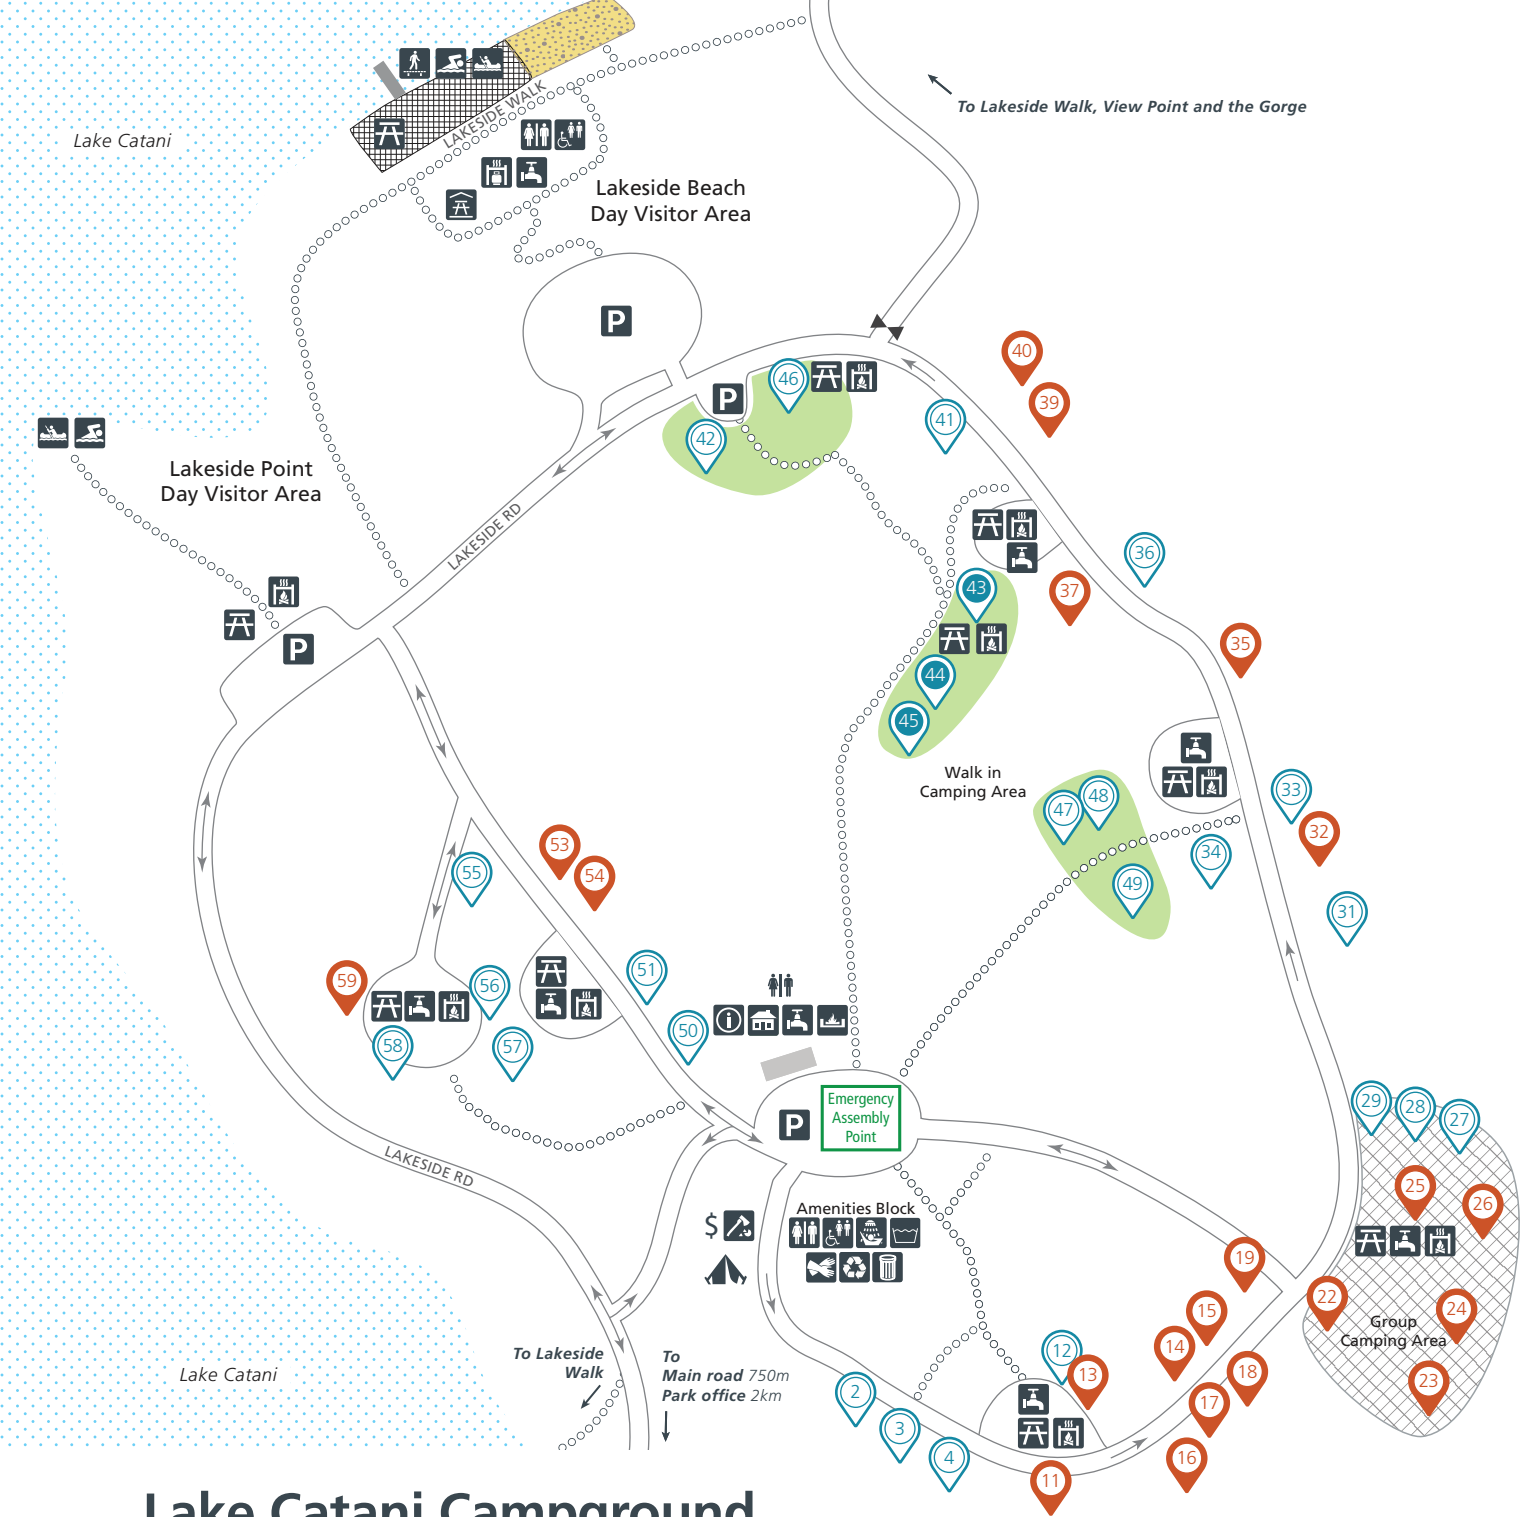 To Lakeside Walk, View Point and the Gorge
Lake Catani
LAKESIDE WALK
Lakeside Beach
Day Visitor Area
P
40
46
P
39
42
41
Lakeside Point
Day Visitor Area
LAKESIDE RD
36
43
37
P
35
44
45
Walk in
Camping Area
33
48
47
32
53
34
55
54
49
31
51
59
56
i
50
58
57
Emergency
Assembly
Point
P
29
28
27
LAKESIDE RD
25
26
Amenities Block
$
19
22
15
24
Group
Camping Area
14
12
13
18
23
To Lakeside
Walk
To
Main road 750m
Park office 2km
Lake Catani
2
17
3
4
16
11
Lake Catani Campground